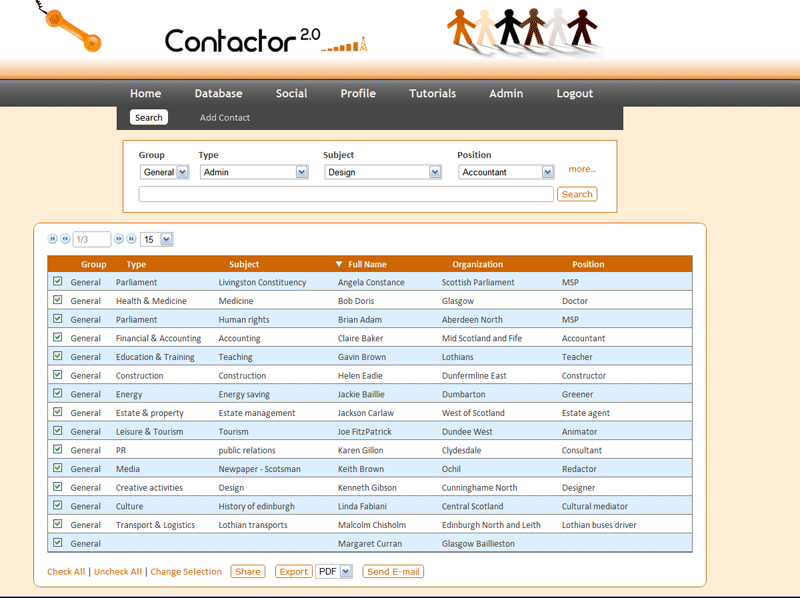 Contactor 2.0
Home Database Social Profile Tutorials Admin Logout
Search Add Contact
Group Type Subject Position
General Admin Design Accountant more..
Search
1/3 15
Group Type Subject Full Name Organization Position
General Parliament Livingston Constituency Angela Constance Scottish Parliament MSP
General Health & Medicine Medicine Bob Doris Glasgow Doctor
General Parliament Human rights Brian Adam Aberdeen North MSP
General Financial & Accounting Accounting Claire Baker Mid Scotland and Fife Accountant
General Education & Training Teaching Gavin Brown Lothians Teacher
General Construction Construction Helen Eadie Dunfermline East Constructor
General Energy Energy saving Jackie Baillie Dumbarton Greener
General Estate & property Estate management Jackson Carlaw West of Scotland Estate agent
General Leisure & Tourism Tourism Joe FitzPatrick Dundee West Animator
General PR public relations Karen Gillon Clydesdale Consultant
General Media Newpaper - Scotsman Keith Brown Ochil Redactor
General Creative activities Design Kenneth Gibson Cunninghame North Designer
General Culture History of edinburgh Linda Fabiani Central Scotland Cultural mediator
General Transport & Logistics Lothian transports Malcolm Chisholm Edinburgh North and Leith Lothian buses driver
General Margaret Curran Glasgow Baillieston
Check All | Uncheck All | Change Selection Share Export PDF Send E-mail